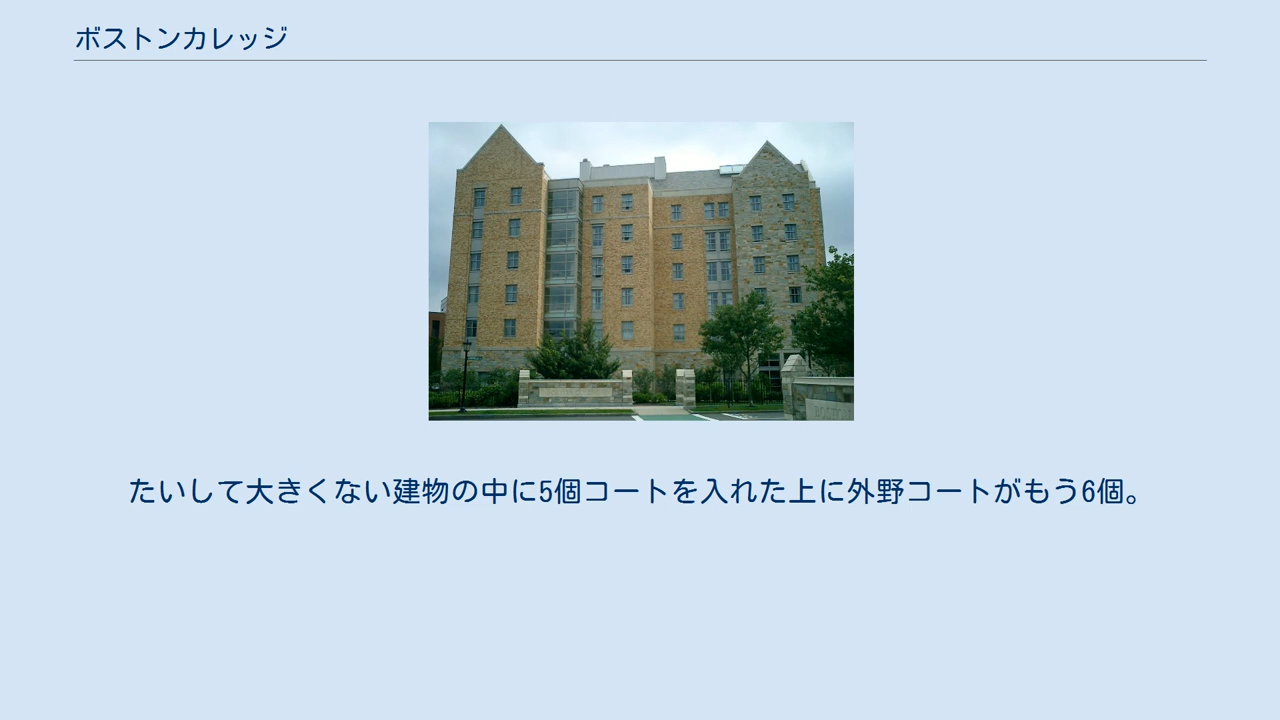 ボストンカレッジ
たいして大きくない建物の中に5個コートを入れた上に外野コートがもう6個。